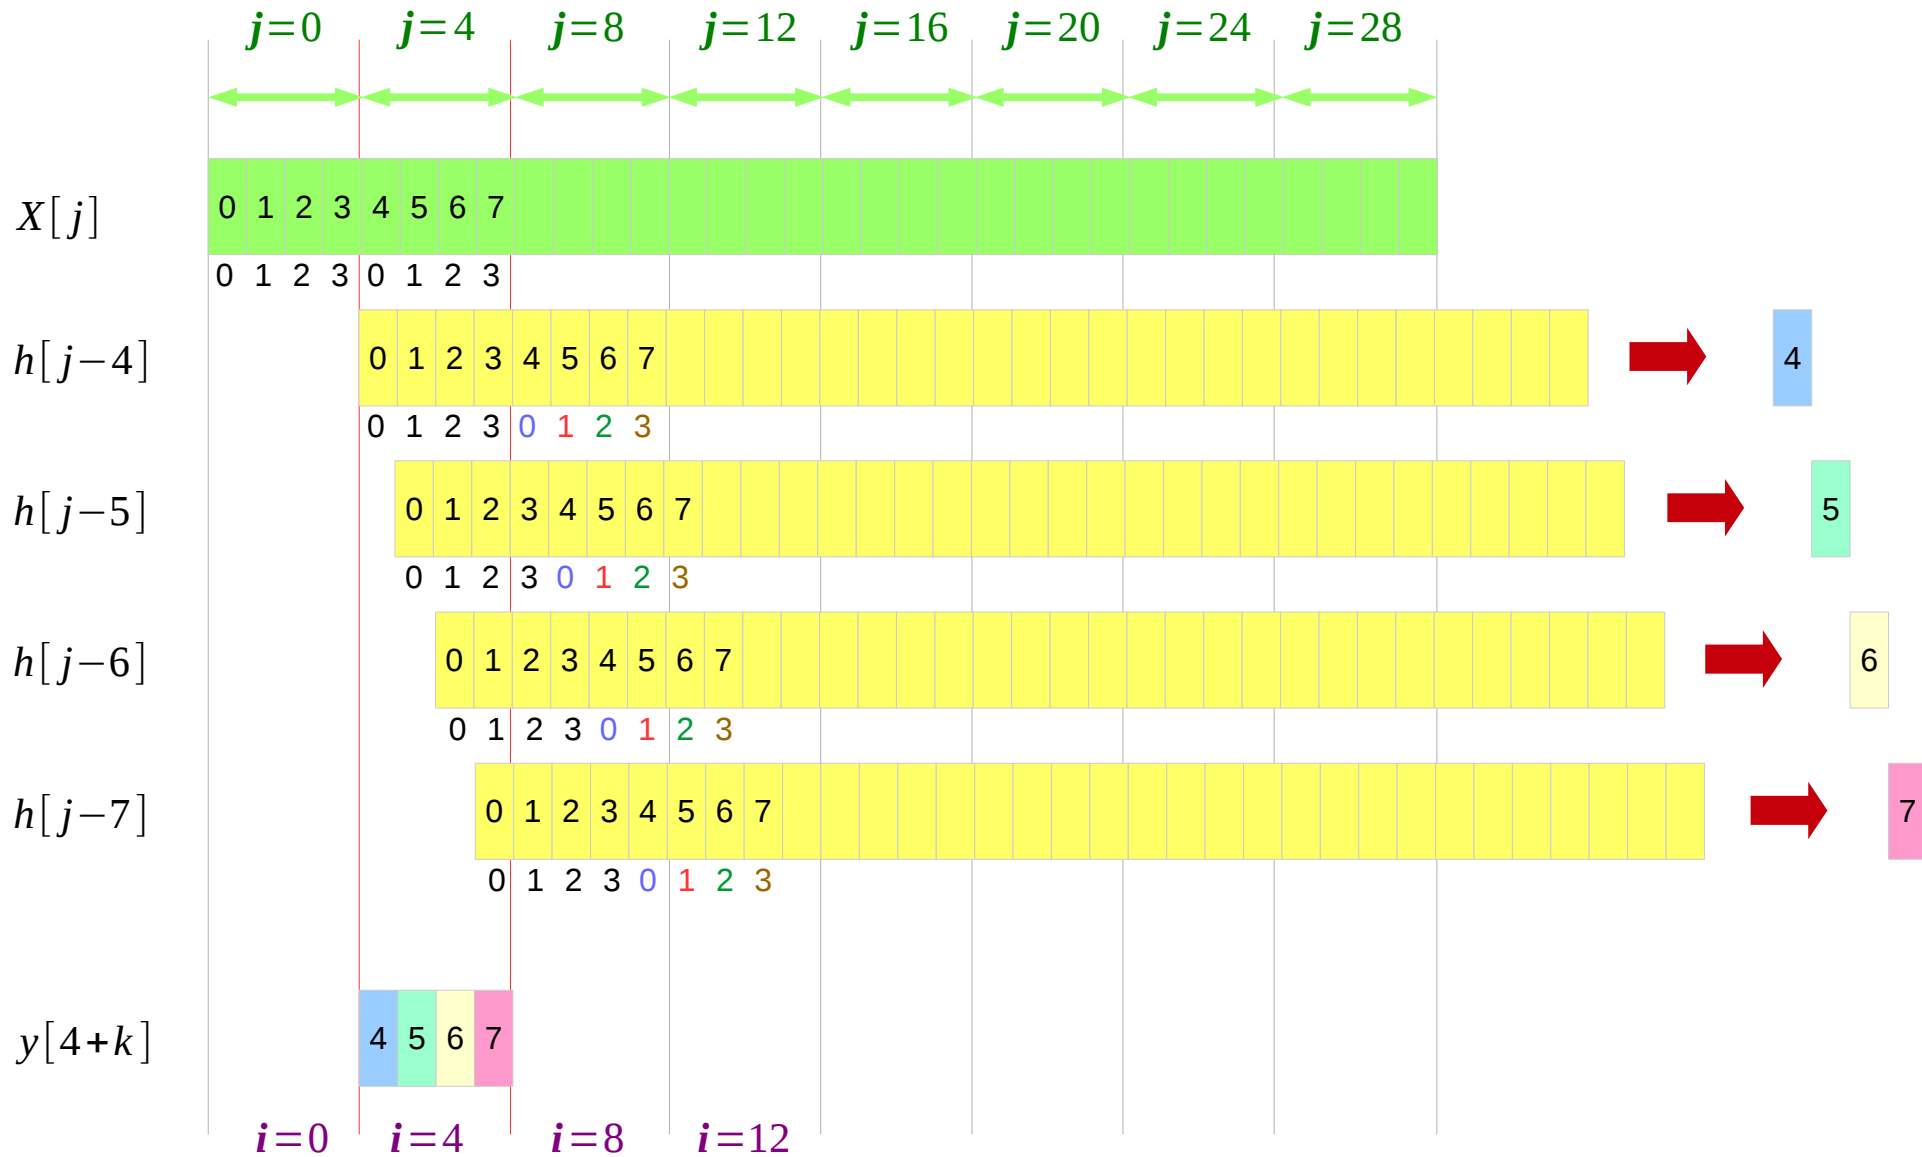 j=0 j=4 j=8 j=12 j=16 j=20 j=24 j=28
X[j] 0 1 2 3 4 5 6 7
0 1 2 3 0 1 2 3
h[j−4] 0 1 2 3 4 5 6 7 4
0 1 2 3 0 1 2 3
h[j−5] 0 1 2 3 4 5 6 7 5
0 1 2 3 0 1 2 3
h[j−6] 0 1 2 3 4 5 6 7 6
0 1 2 3 0 1 2 3
h[j−7] 0 1 2 3 4 5 6 7 7
0 1 2 3 0 1 2 3
y[4+k] 4 5 6 7
i=0 i=4 i=8 i=12